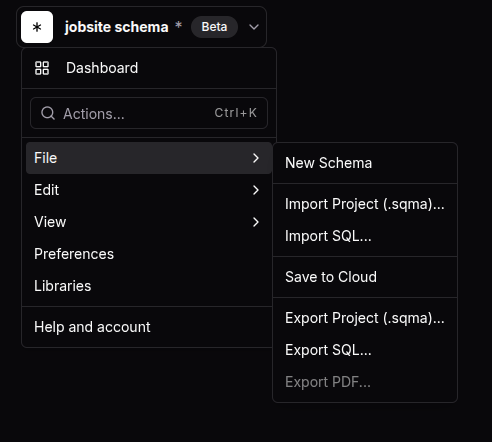 jobsite schema * Beta
Dashboard
Actions... Ctrl+K
File
Edit
View
Preferences
Libraries
Help and account
New Schema
Import Project (.sqma)...
Import SQL...
Save to Cloud
Export Project (.sqma)...
Export SQL...
Export PDF...